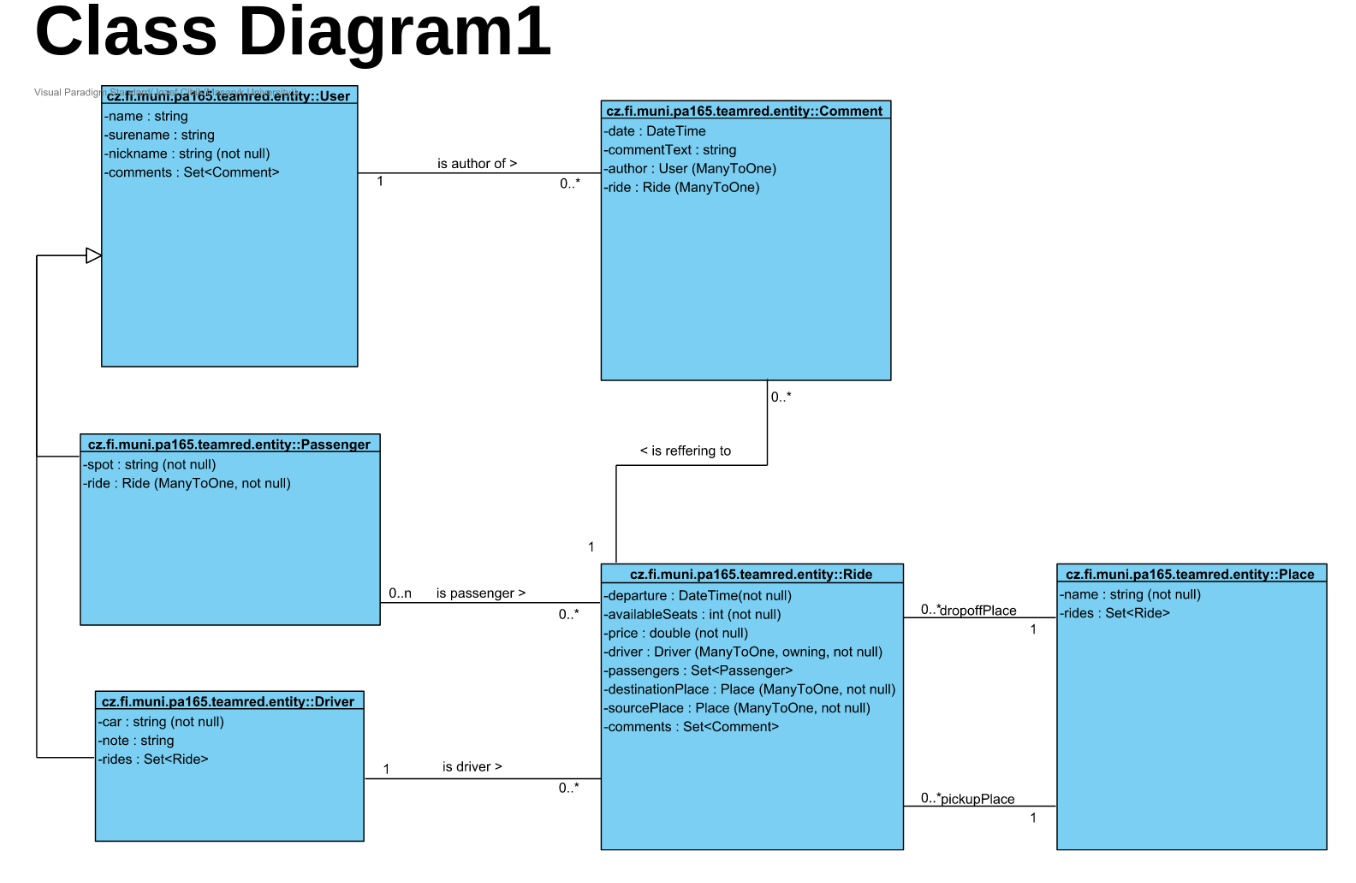 Class Diagram1
Visual Paradigm
cz.fi.muni.pa165.teamred.entity::User
-name : string
-surename : string
-nickname : string (not null)
-comments : Set<Comment>
is author of >
1
0..*
cz.fi.muni.pa165.teamred.entity::Comment
-date : DateTime
-commentText : string
-author : User (ManyToOne)
-ride : Ride (ManyToOne)
0..*
< is reffering to
1
cz.fi.muni.pa165.teamred.entity::Passenger
-spot : string (not null)
-ride : Ride (ManyToOne, not null)
0..n
is passenger >
0..*
cz.fi.muni.pa165.teamred.entity::Driver
-car : string (not null)
-note : string
-rides : Set<Ride>
1
is driver >
0..*
cz.fi.muni.pa165.teamred.entity::Ride
-departure : DateTime(not null)
-availableSeats : int (not null)
-price : double (not null)
-driver : Driver (ManyToOne, owning, not null)
-passengers : Set<Passenger>
-destinationPlace : Place (ManyToOne, not null)
-sourcePlace : Place (ManyToOne, not null)
-comments : Set<Comment>
0..*
dropoffPlace
1
0..*
pickupPlace
1
cz.fi.muni.pa165.teamred.entity::Place
-name : string (not null)
-rides : Set<Ride>